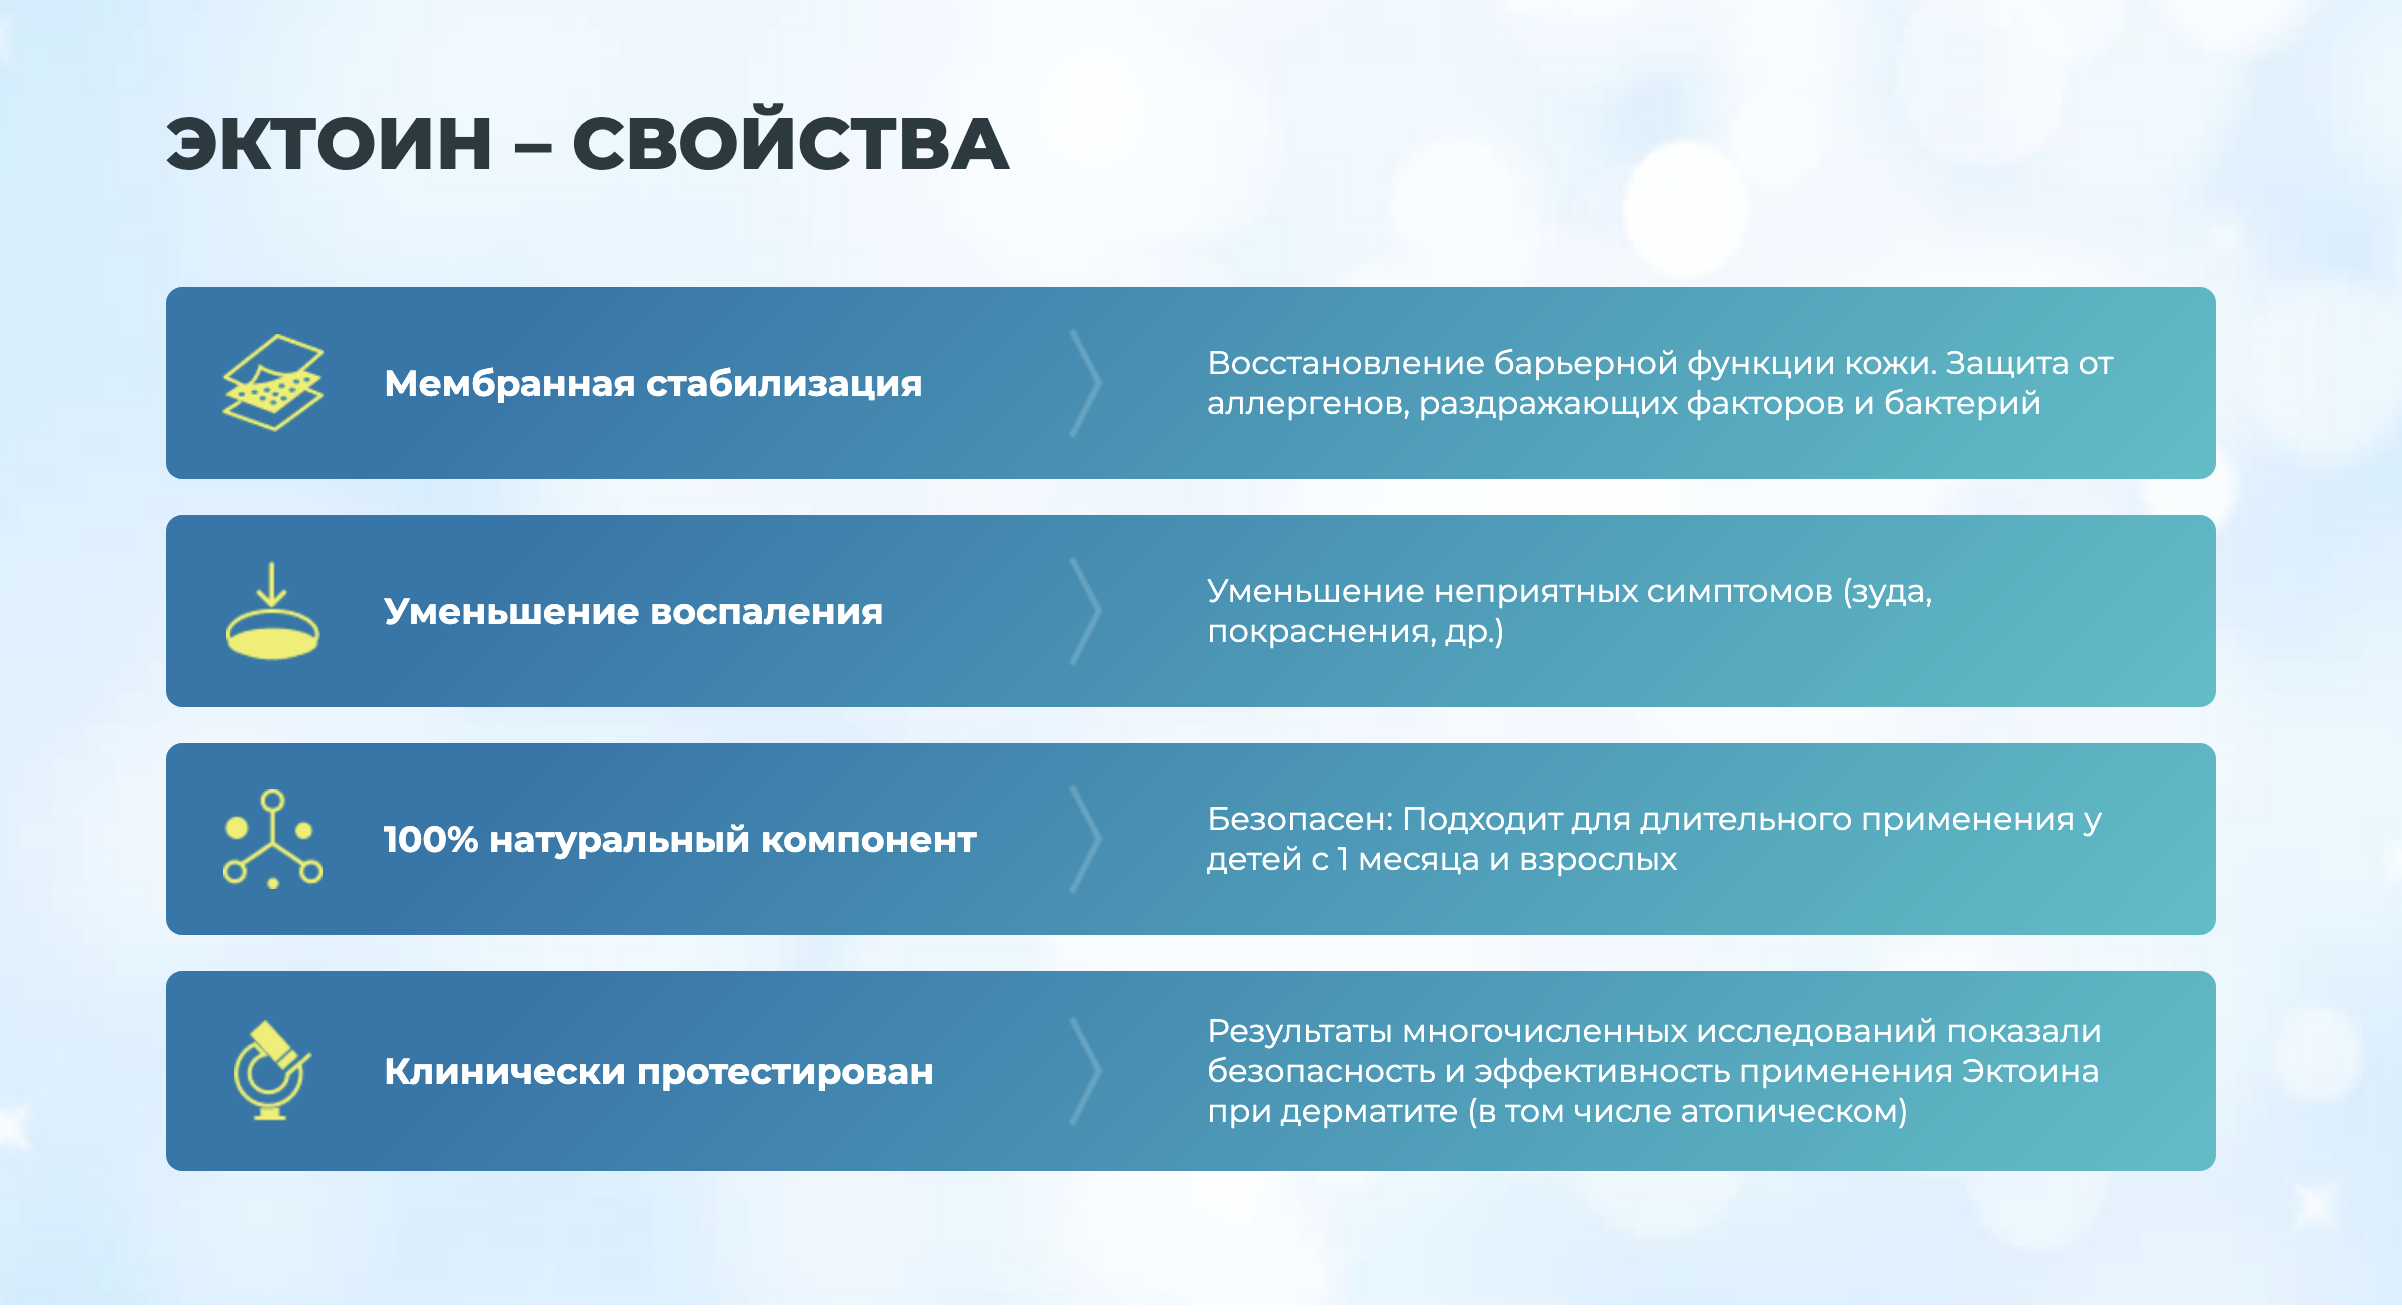 ЭКТОИН – СВОЙСТВА
Мембранная стабилизация
Восстановление барьерной функции кожи. Защита от
аллергенов, раздражающих факторов и бактерий
Уменьшение воспаления
Уменьшение неприятных симптомов (зуда,
покраснения, др.)
100% натуральный компонент
Безопасен: Подходит для длительного применения у
детей с 1 месяца и взрослых
Клинически протестирован
Результаты многочисленных исследований показали
безопасность и эффективность применения Эктоина
при дерматите (в том числе атопическом)